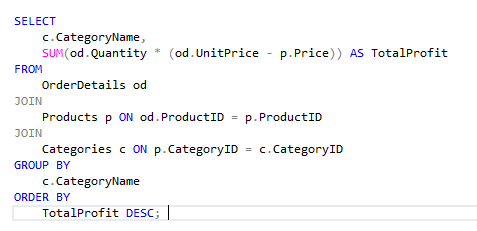 SELECT
    c.CategoryName,
    SUM(od.Quantity * (od.UnitPrice - p.Price)) AS TotalProfit
FROM
    OrderDetails od
JOIN
    Products p ON od.ProductID = p.ProductID
JOIN
    Categories c ON p.CategoryID = c.CategoryID
GROUP BY
    c.CategoryName
ORDER BY
    TotalProfit DESC;